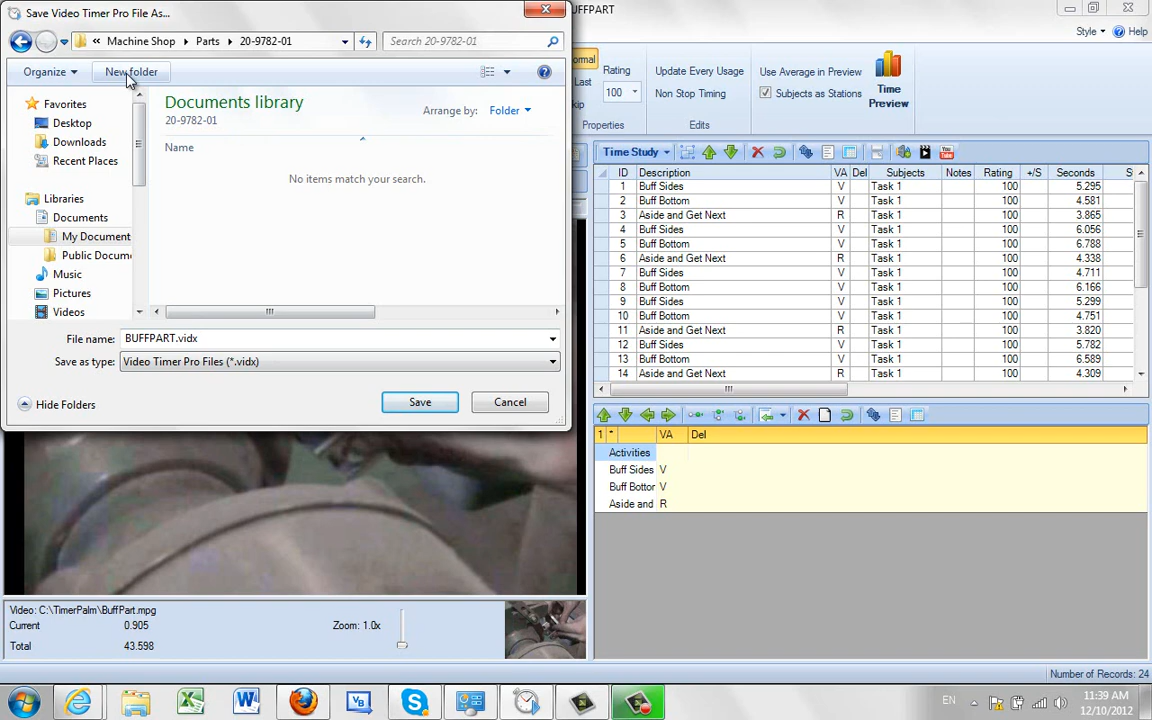 Save Video Timer Pro File As...
« Machine Shop Parts 20-9782-01 Search 20-9782-01
Organize New folder
Favorites
Desktop
Downloads
Recent Places
Libraries
Documents
My Document
Public Docume
Music
Pictures
Videos
Documents library
20-9782-01
Arrange by: Folder
Name
No items match your search.
File name: BUFFPART.vidx
Save as type: Video Timer Pro Files (*.vidx)
Hide Folders Save Cancel
BUFFPART
Style Help
Rating
100
Properties
Update Every Usage
Non Stop Timing
Edits
Use Average in Preview
Subjects as Stations
Time
Preview
Time Study
You
Tube
ID Description VA Del Subjects Notes Rating +/S Seconds
1 Buff Sides V Task 1 100 5.295
2 Buff Bottom V Task 1 100 4.581
3 Aside and Get Next R Task 1 100 3.865
4 Buff Sides V Task 1 100 6.056
5 Buff Bottom V Task 1 100 6.788
6 Aside and Get Next R Task 1 100 4.338
7 Buff Sides V Task 1 100 4.711
8 Buff Bottom V Task 1 100 6.166
9 Buff Sides V Task 1 100 5.299
10 Buff Bottom V Task 1 100 4.751
11 Aside and Get Next R Task 1 100 3.820
12 Buff Sides V Task 1 100 5.782
13 Buff Bottom V Task 1 100 6.589
14 Aside and Get Next R Task 1 100 4.309
1 * VA Del
Activities
Buff Sides V
Buff Bottor V
Aside and R
Video: C:\TimerPalm\BuffPart.mpg
Current 0.905 Zoom: 1.0x
Total 43.598
Number of Records: 24
EN
11:39 AM
12/10/2012